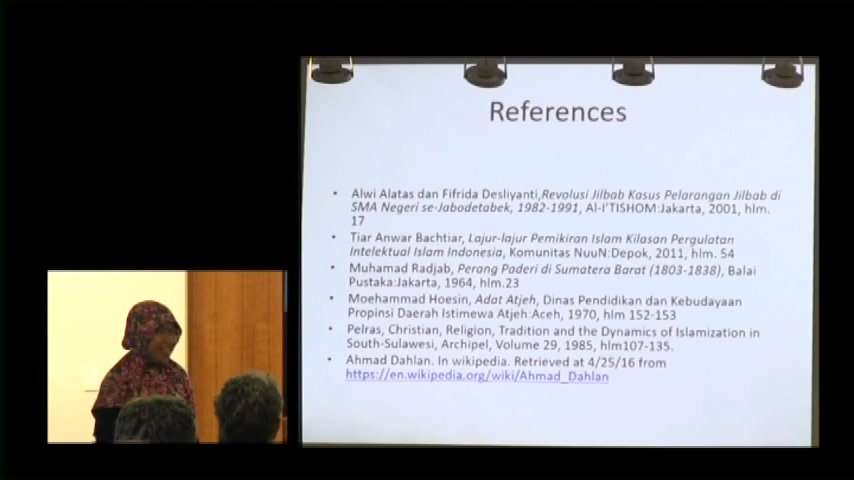 References
• Alwi Alatas dan Fifrida Desliyanti,Revolusi Jilbab Kasus Pelarangan Jilbab di
SMA Negeri se-Jabodetabek, 1982-1991, Al-I'TISHOM:Jakarta, 2001, hlm.
17
• Tiar Anwar Bachtiar, Lajur-lajur Pemikiran Islam Kilasan Pergulatan
Intelektual Islam Indonesia, Komunitas NuuN:Depok, 2011, hlm. 54
• Muhamad Radjab, Perang Paderi di Sumatera Barat (1803-1838), Balai
Pustaka:Jakarta, 1964, hlm.23
• Moehammad Hoesin, Adat Atjeh, Dinas Pendidikan dan Kebudayaan
Propinsi Daerah Istimewa Atjeh:Aceh, 1970, hlm 152-153
• Pelras, Christian, Religion, Tradition and the Dynamics of Islamization in
South-Sulawesi, Archipel, Volume 29, 1985, hlm107-135.
• Ahmad Dahlan. In wikipedia. Retrieved at 4/25/16 from
https://en.wikipedia.org/wiki/Ahmad_Dahlan